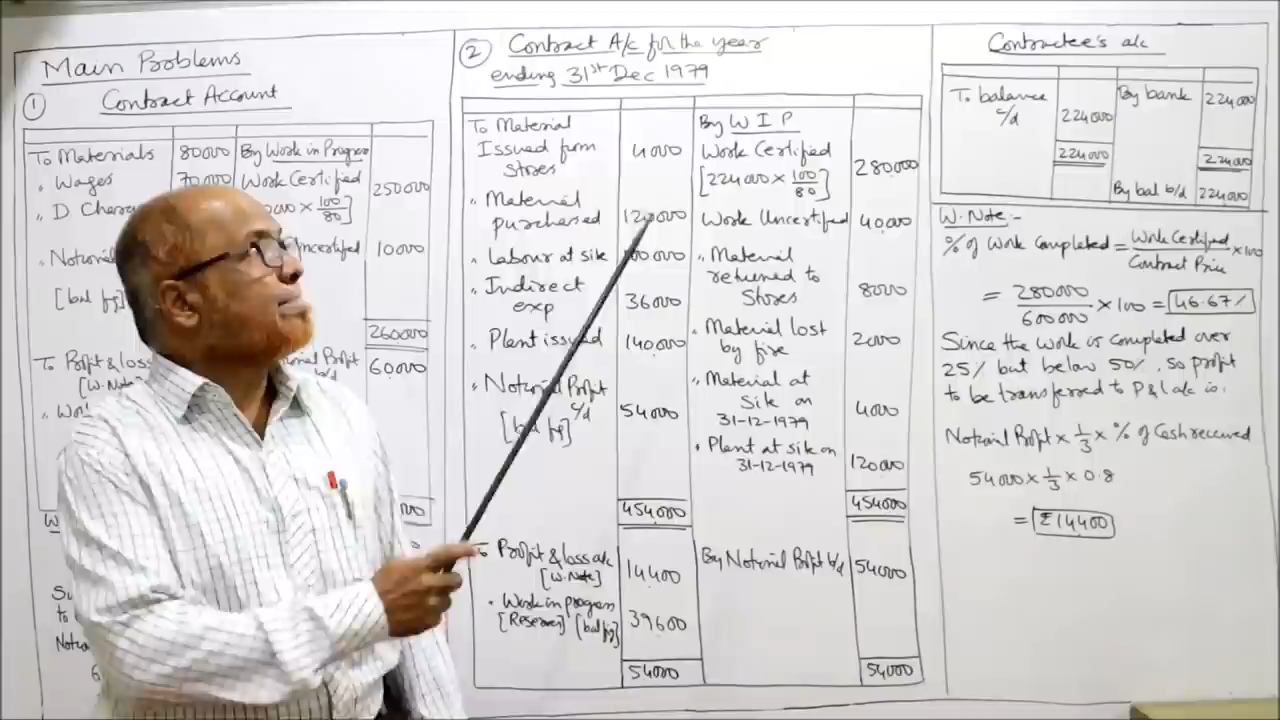 Main Problems
1
Contract Account
To Materials 80000 By Work in Progress
" Wages 70000 Work Certified 250000
" D
Notional Uncertified 10000
[bal fg]
260000
To Profit & loss Profit b/d 60000
[W.Note]
2 Contract A/c for the year
ending 31st Dec 1979
To Material By W I P
Issued from 4000 Work Certified 280000
Stores [224000 × 100/80]
" Material
purchased Work Uncertified 40000
" Labour at site " Material
" Indirect returned to
exp 36000 Stores 8000
" Plant issued 140000 " Material lost
by fire 2000
" Notional Profit " Material at
c/d 54000 Site on 4000
[bal fg] 31-12-1979
" Plant at site on
31-12-1979 120000
454000 454000
To Profit & loss a/c 14400 By Notional Profit b/d 54000
[W.Note]
" Work in progress 39600
[Reserve] [bal fg]
54000 54000
Contractee's a/c
To balance By bank 224000
c/d 224000
224000 224000
By bal b/d 224000
W.Note:-
% of Work Completed = Work Certified / Contract Price × 100
= 280000 / 600000 × 100 = 46.67%
Since the Work is completed over
25% but below 50%, so profit
to be transferred to P & L a/c is.
Notional Profit × 1/3 × % of Cash received
54000 × 1/3 × 0.8
= ₹14400